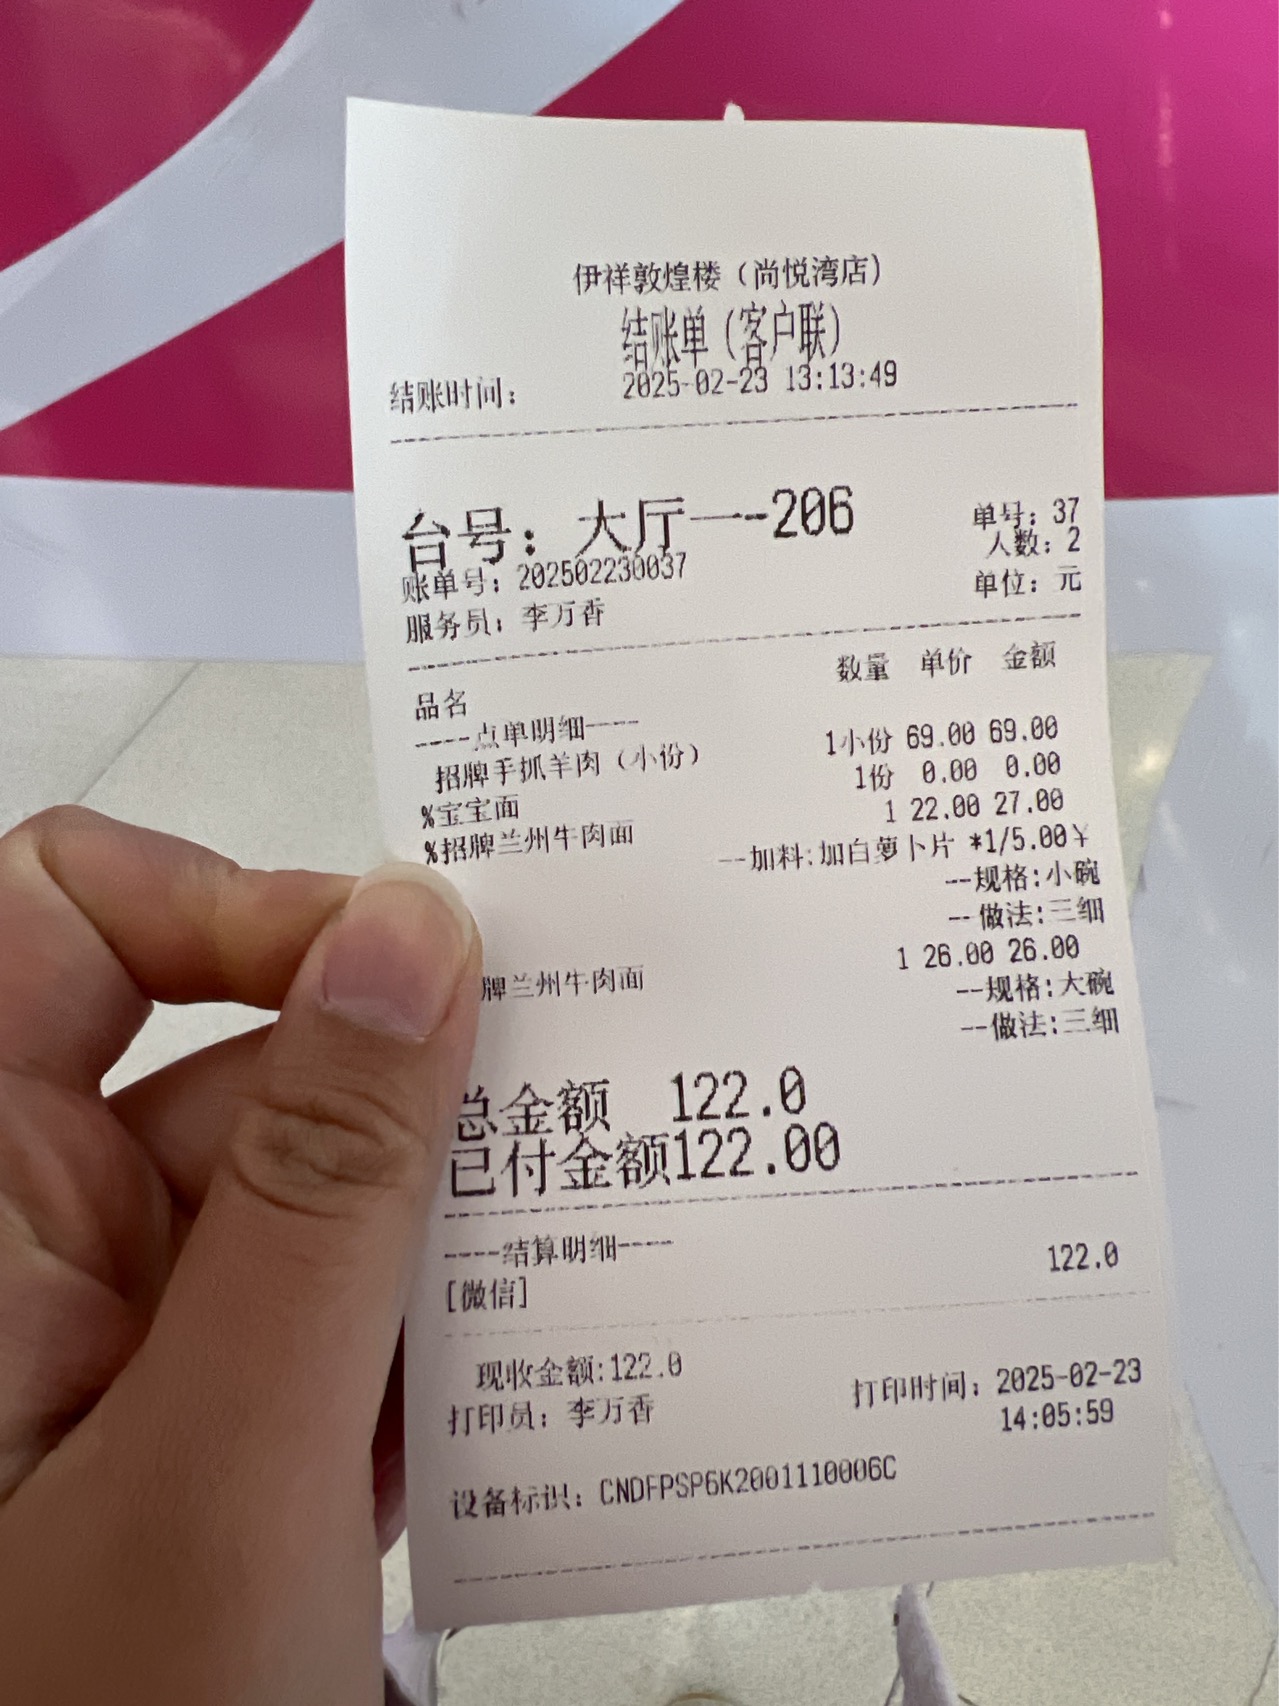 伊祥敦煌楼（尚悦湾店）
结账单（客户联）
结账时间： 2025-02-23 13:13:49
台号：大厅一-206 单号：37
人数：2
账单号：202502230037
单位：元
服务员：李万香
品名 数量 单价 金额
----点单明细----
招牌手抓羊肉（小份） 1小份 69.00 69.00
%宝宝面 1份 0.00 0.00
%招牌兰州牛肉面 1 22.00 27.00
--加料:加白萝卜片 *1/5.00￥
--规格:小碗
--做法:三细
牌兰州牛肉面 1 26.00 26.00
--规格:大碗
--做法:三细
总金额 122.0
已付金额122.00
----结算明细----
[微信] 122.0
现收金额:122.0
打印员：李万香 打印时间：2025-02-23
14:05:59
设备标识：CNDFPSP6K2001110006C